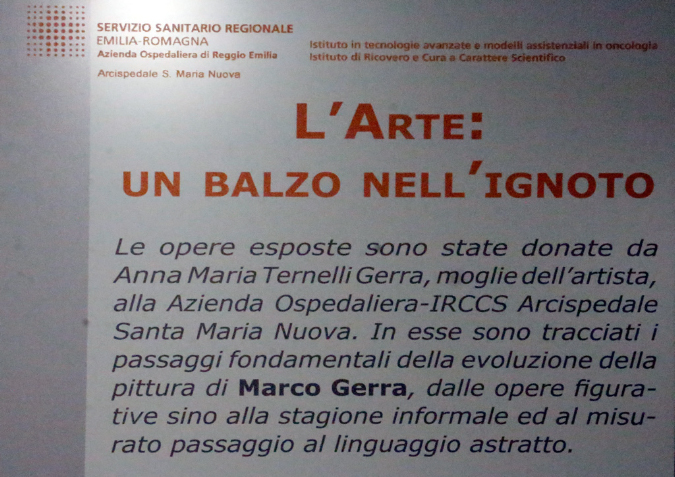 SERVIZIO SANITARIO REGIONALE
EMILIA-ROMAGNA
Azienda Ospedaliera di Reggio Emilia
Arcispedale S. Maria Nuova
Istituto in tecnologie avanzate e modelli assistenziali in oncologia
Istituto di Ricovero e Cura a Carattere Scientifico
L'ARTE:
UN BALZO NELL'IGNOTO
Le opere esposte sono state donate da
Anna Maria Ternelli Gerra, moglie dell'artista,
alla Azienda Ospedaliera-IRCCS Arcispedale
Santa Maria Nuova. In esse sono tracciati i
passaggi fondamentali della evoluzione della
pittura di Marco Gerra, dalle opere figura-
tive sino alla stagione informale ed al misu-
rato passaggio al linguaggio astratto.